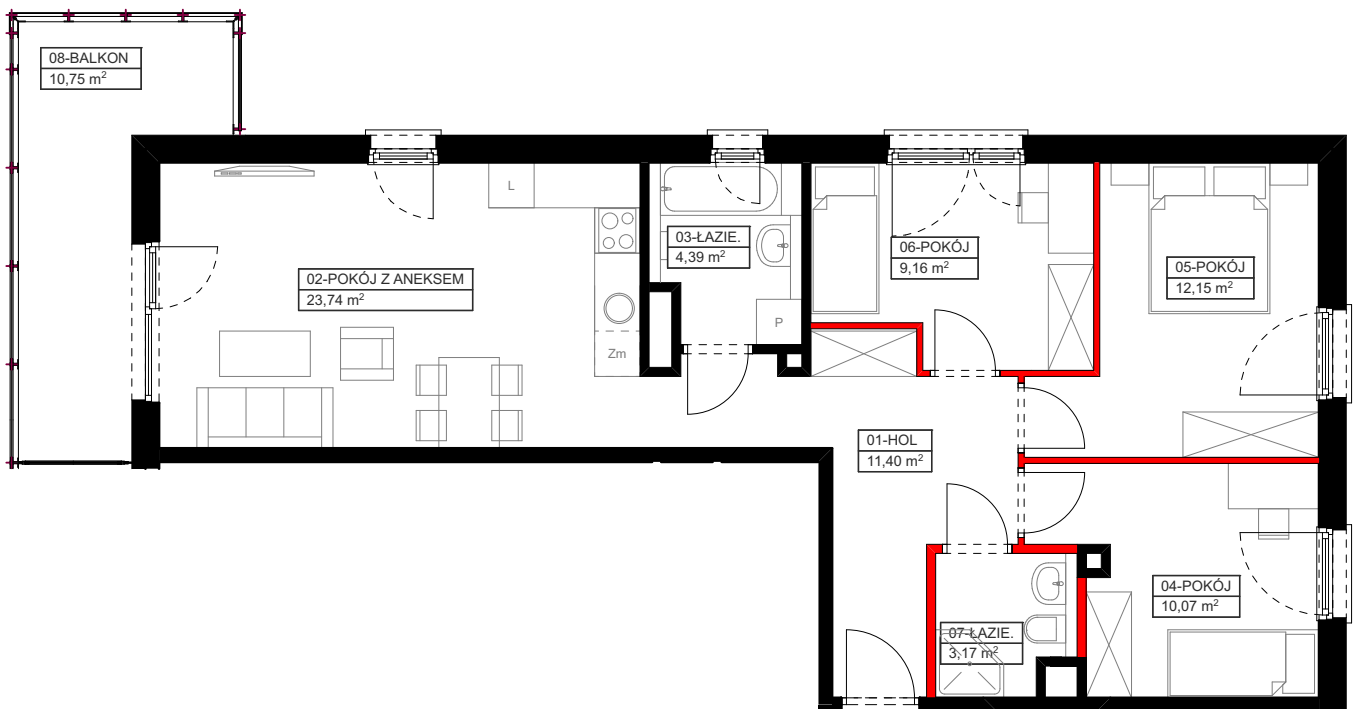 08-BALKON
10,75 m²
L
03-ŁAZIE.
4,39 m²
06-POKÓJ
9,16 m²
05-POKÓJ
12,15 m²
02-POKÓJ Z ANEKSEM
23,74 m²
P
Zm
01-HOL
11,40 m²
04-POKÓJ
10,07 m²
07-ŁAZIE.
3,17 m²